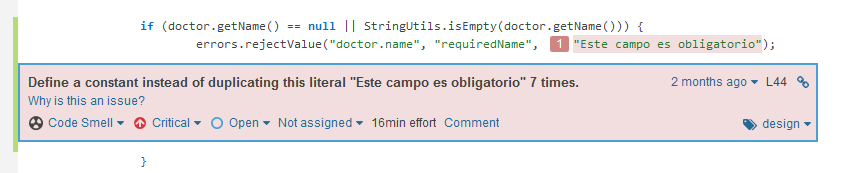 if (doctor.getName() == null || StringUtils.isEmpty(doctor.getName())) {
errors.rejectValue("doctor.name", "requiredName", 1 "Este campo es obligatorio");
Define a constant instead of duplicating this literal "Este campo es obligatorio" 7 times. 2 months ago L44
Why is this an issue?
Code Smell Critical Open Not assigned 16min effort Comment design
}